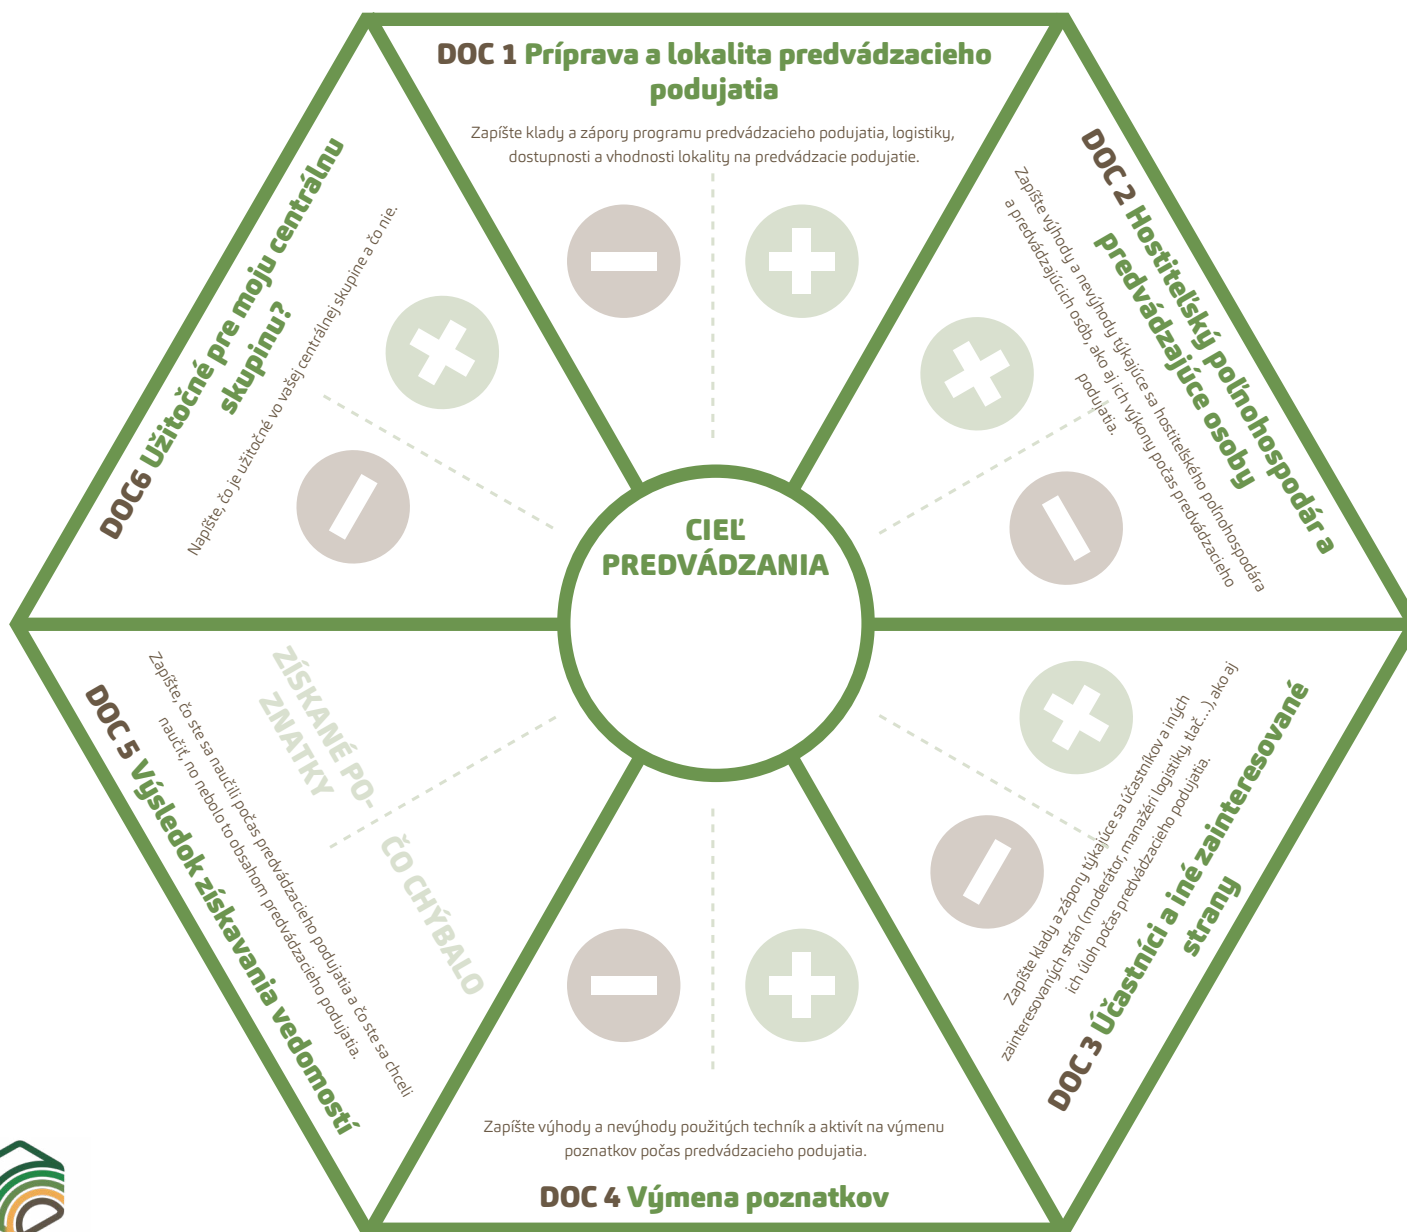 DOC 1 Príprava a lokalita predvádzacieho
podujatia
Zapíšte klady a zápory programu predvádzacieho podujatia, logistiky,
dostupnosti a vhodnosti lokality na predvádzacie podujatie.
DOC 2 Hostiteľský poľnohospodár a
predvádzajúce osoby
Zapíšte výhody a nevýhody týkajúce sa hostiteľského poľnohospodára
a predvádzajúcich osôb, ako aj ich výkony počas predvádzacieho
podujatia.
DOC 3 Účastníci a iné zainteresované
strany
Zapíšte klady a zápory týkajúce sa účastníkov a iných
zainteresovaných strán (moderátor, manažéri logistiky, tlač...), ako aj
ich úloh počas predvádzacieho podujatia.
Zapíšte výhody a nevýhody použitých techník a aktivít na výmenu
poznatkov počas predvádzacieho podujatia.
DOC 4 Výmena poznatkov
DOC 5 Výsledok získavania vedomostí
Zapíšte, čo ste sa naučili počas predvádzacieho podujatia a čo ste sa chceli
naučiť, no nebolo to obsahom predvádzacieho podujatia.
ZÍSKANÉ PO-
ZNATKY
ČO CHÝBALO
DOC6 Užitočné pre moju centrálnu
skupinu?
Napíšte, čo je užitočné vo vašej centrálnej skupine a čo nie.
CIEĽ
PREDVÁDZANIA